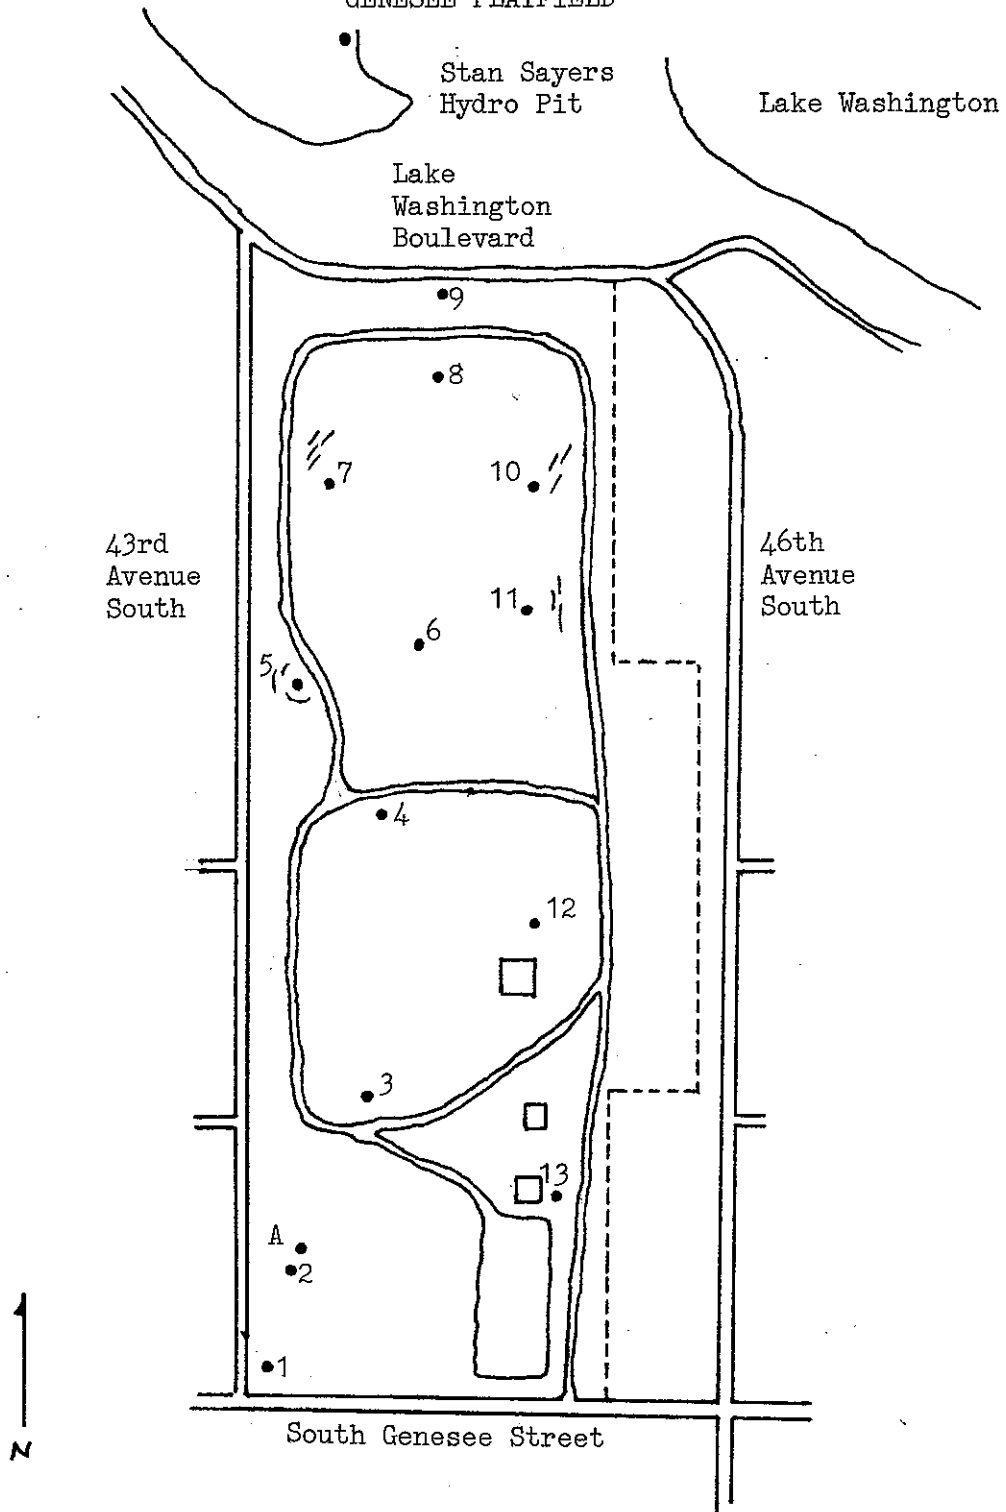 GENESEE PLAYFIELD
Stan Sayers
Hydro Pit
Lake Washington
Lake
Washington
Boulevard
9
8
7
10
43rd
Avenue
South
46th
Avenue
South
11
6
5
4
12
3
13
A
2
1
South Genesee Street
N